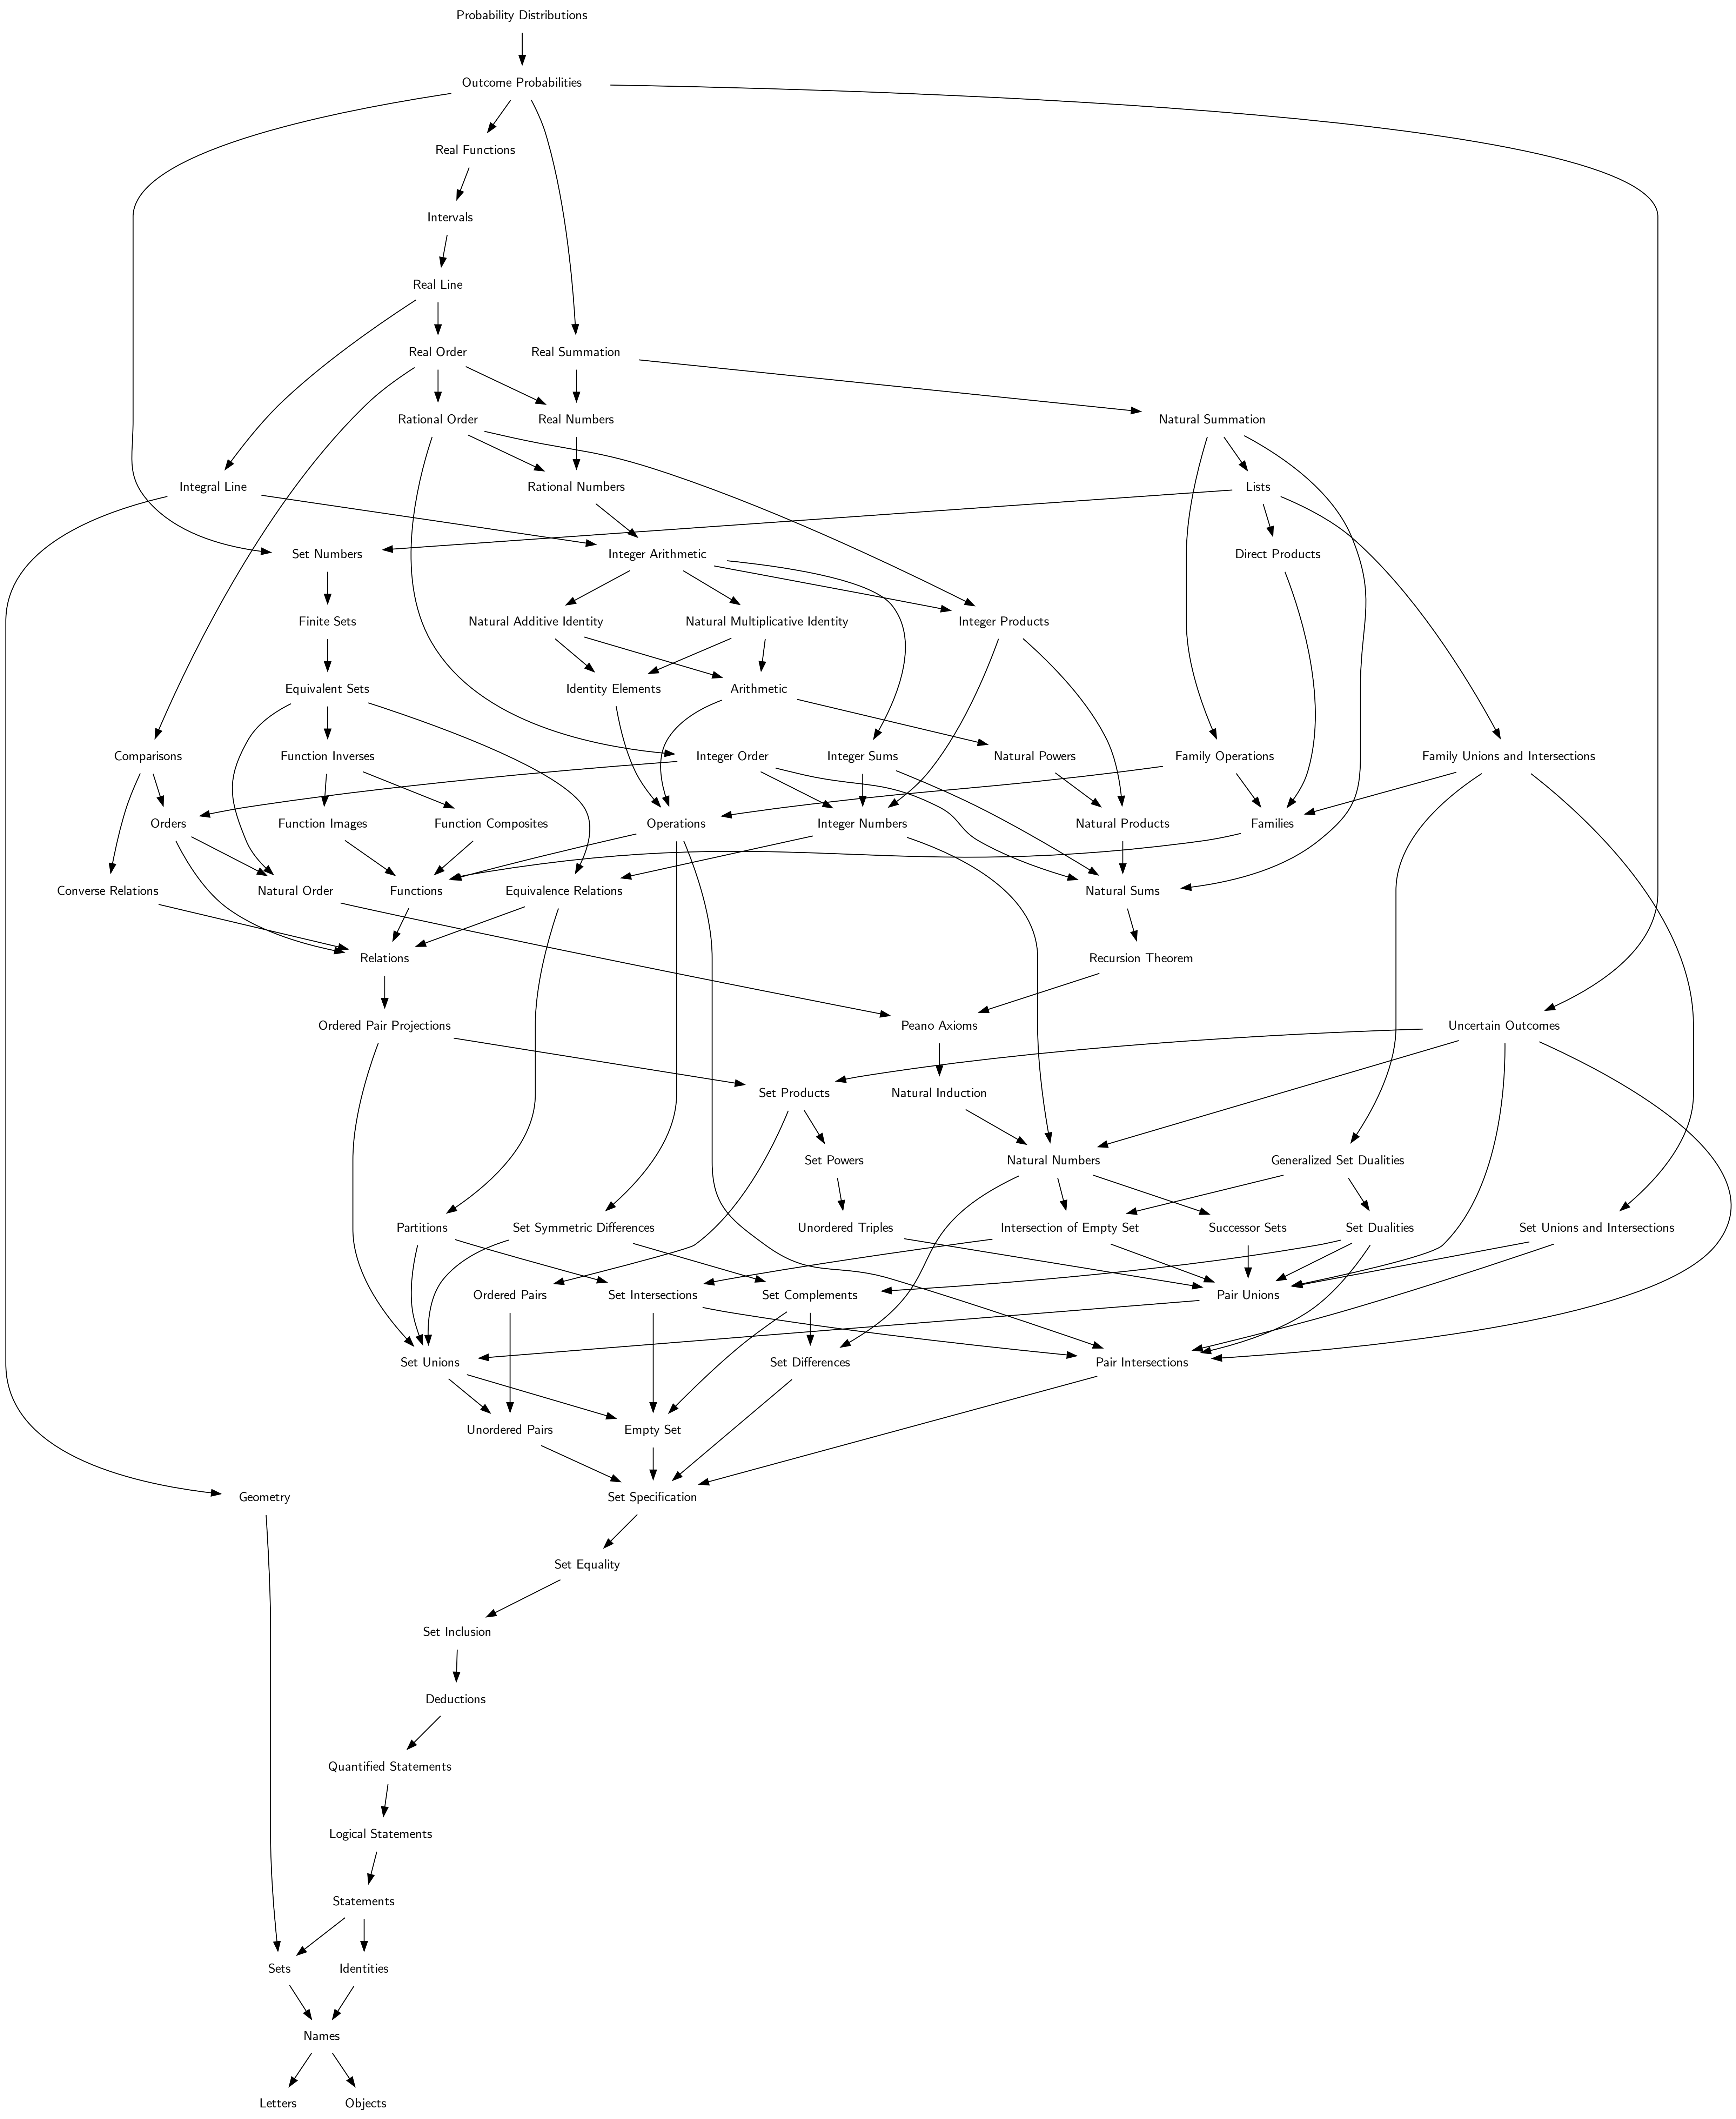 Probability Distributions
Outcome Probabilities
Real Functions
Intervals
Real Line
Real Order
Real Summation
Rational Order
Real Numbers
Natural Summation
Integral Line
Rational Numbers
Lists
Set Numbers
Integer Arithmetic
Direct Products
Finite Sets
Natural Additive Identity
Natural Multiplicative Identity
Integer Products
Equivalent Sets
Identity Elements
Arithmetic
Comparisons
Function Inverses
Integer Order
Integer Sums
Natural Powers
Family Operations
Family Unions and Intersections
Orders
Function Images
Function Composites
Operations
Integer Numbers
Natural Products
Families
Converse Relations
Natural Order
Functions
Equivalence Relations
Natural Sums
Relations
Recursion Theorem
Ordered Pair Projections
Peano Axioms
Uncertain Outcomes
Set Products
Natural Induction
Set Powers
Natural Numbers
Generalized Set Dualities
Partitions
Set Symmetric Differences
Unordered Triples
Intersection of Empty Set
Successor Sets
Set Dualities
Set Unions and Intersections
Ordered Pairs
Set Intersections
Set Complements
Pair Unions
Set Unions
Set Differences
Pair Intersections
Unordered Pairs
Empty Set
Geometry
Set Specification
Set Equality
Set Inclusion
Deductions
Quantified Statements
Logical Statements
Statements
Sets
Identities
Names
Letters
Objects